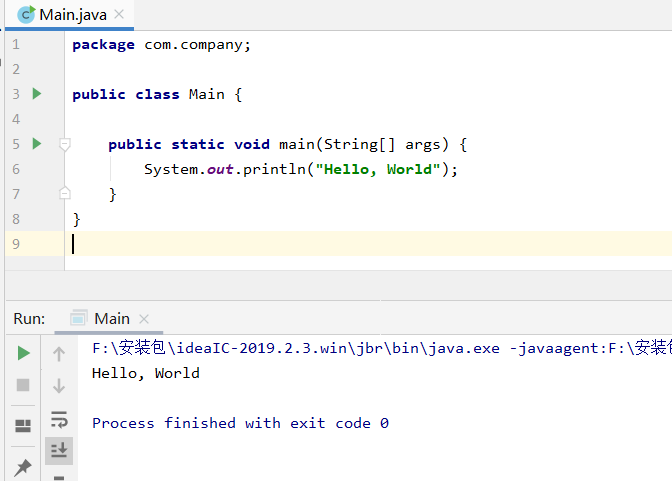 Main.java
1 package com.company;
2
3 public class Main {
4
5 public static void main(String[] args) {
6 System.out.println("Hello, World");
7 }
8 }
9
Run: Main
F:\安装包\ideaIC-2019.2.3.win\jbr\bin\java.exe -javaagent:F:\安装
Hello, World
Process finished with exit code 0